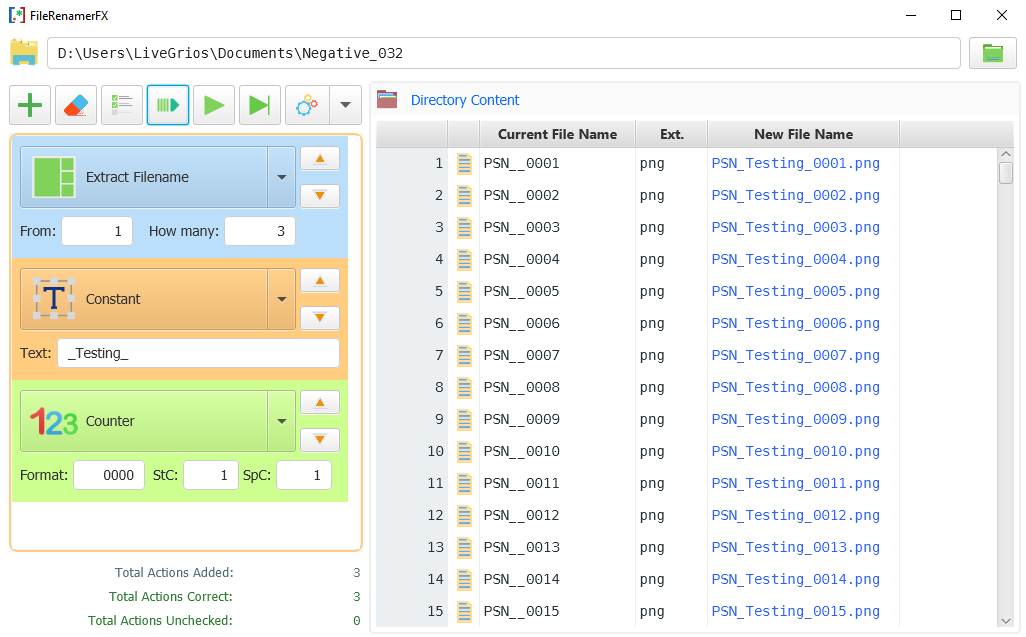 [.*] FileRenamerFX
D:\Users\LiveGrios\Documents\Negative_032
Extract Filename
From: 1 How many: 3
T Constant
Text: _Testing_
123 Counter
Format: 0000 StC: 1 SpC: 1
Total Actions Added: 3
Total Actions Correct: 3
Total Actions Unchecked: 0
Directory Content
Current File Name Ext. New File Name
1 PSN__0001 png PSN_Testing_0001.png
2 PSN__0002 png PSN_Testing_0002.png
3 PSN__0003 png PSN_Testing_0003.png
4 PSN__0004 png PSN_Testing_0004.png
5 PSN__0005 png PSN_Testing_0005.png
6 PSN__0006 png PSN_Testing_0006.png
7 PSN__0007 png PSN_Testing_0007.png
8 PSN__0008 png PSN_Testing_0008.png
9 PSN__0009 png PSN_Testing_0009.png
10 PSN__0010 png PSN_Testing_0010.png
11 PSN__0011 png PSN_Testing_0011.png
12 PSN__0012 png PSN_Testing_0012.png
13 PSN__0013 png PSN_Testing_0013.png
14 PSN__0014 png PSN_Testing_0014.png
15 PSN__0015 png PSN_Testing_0015.png